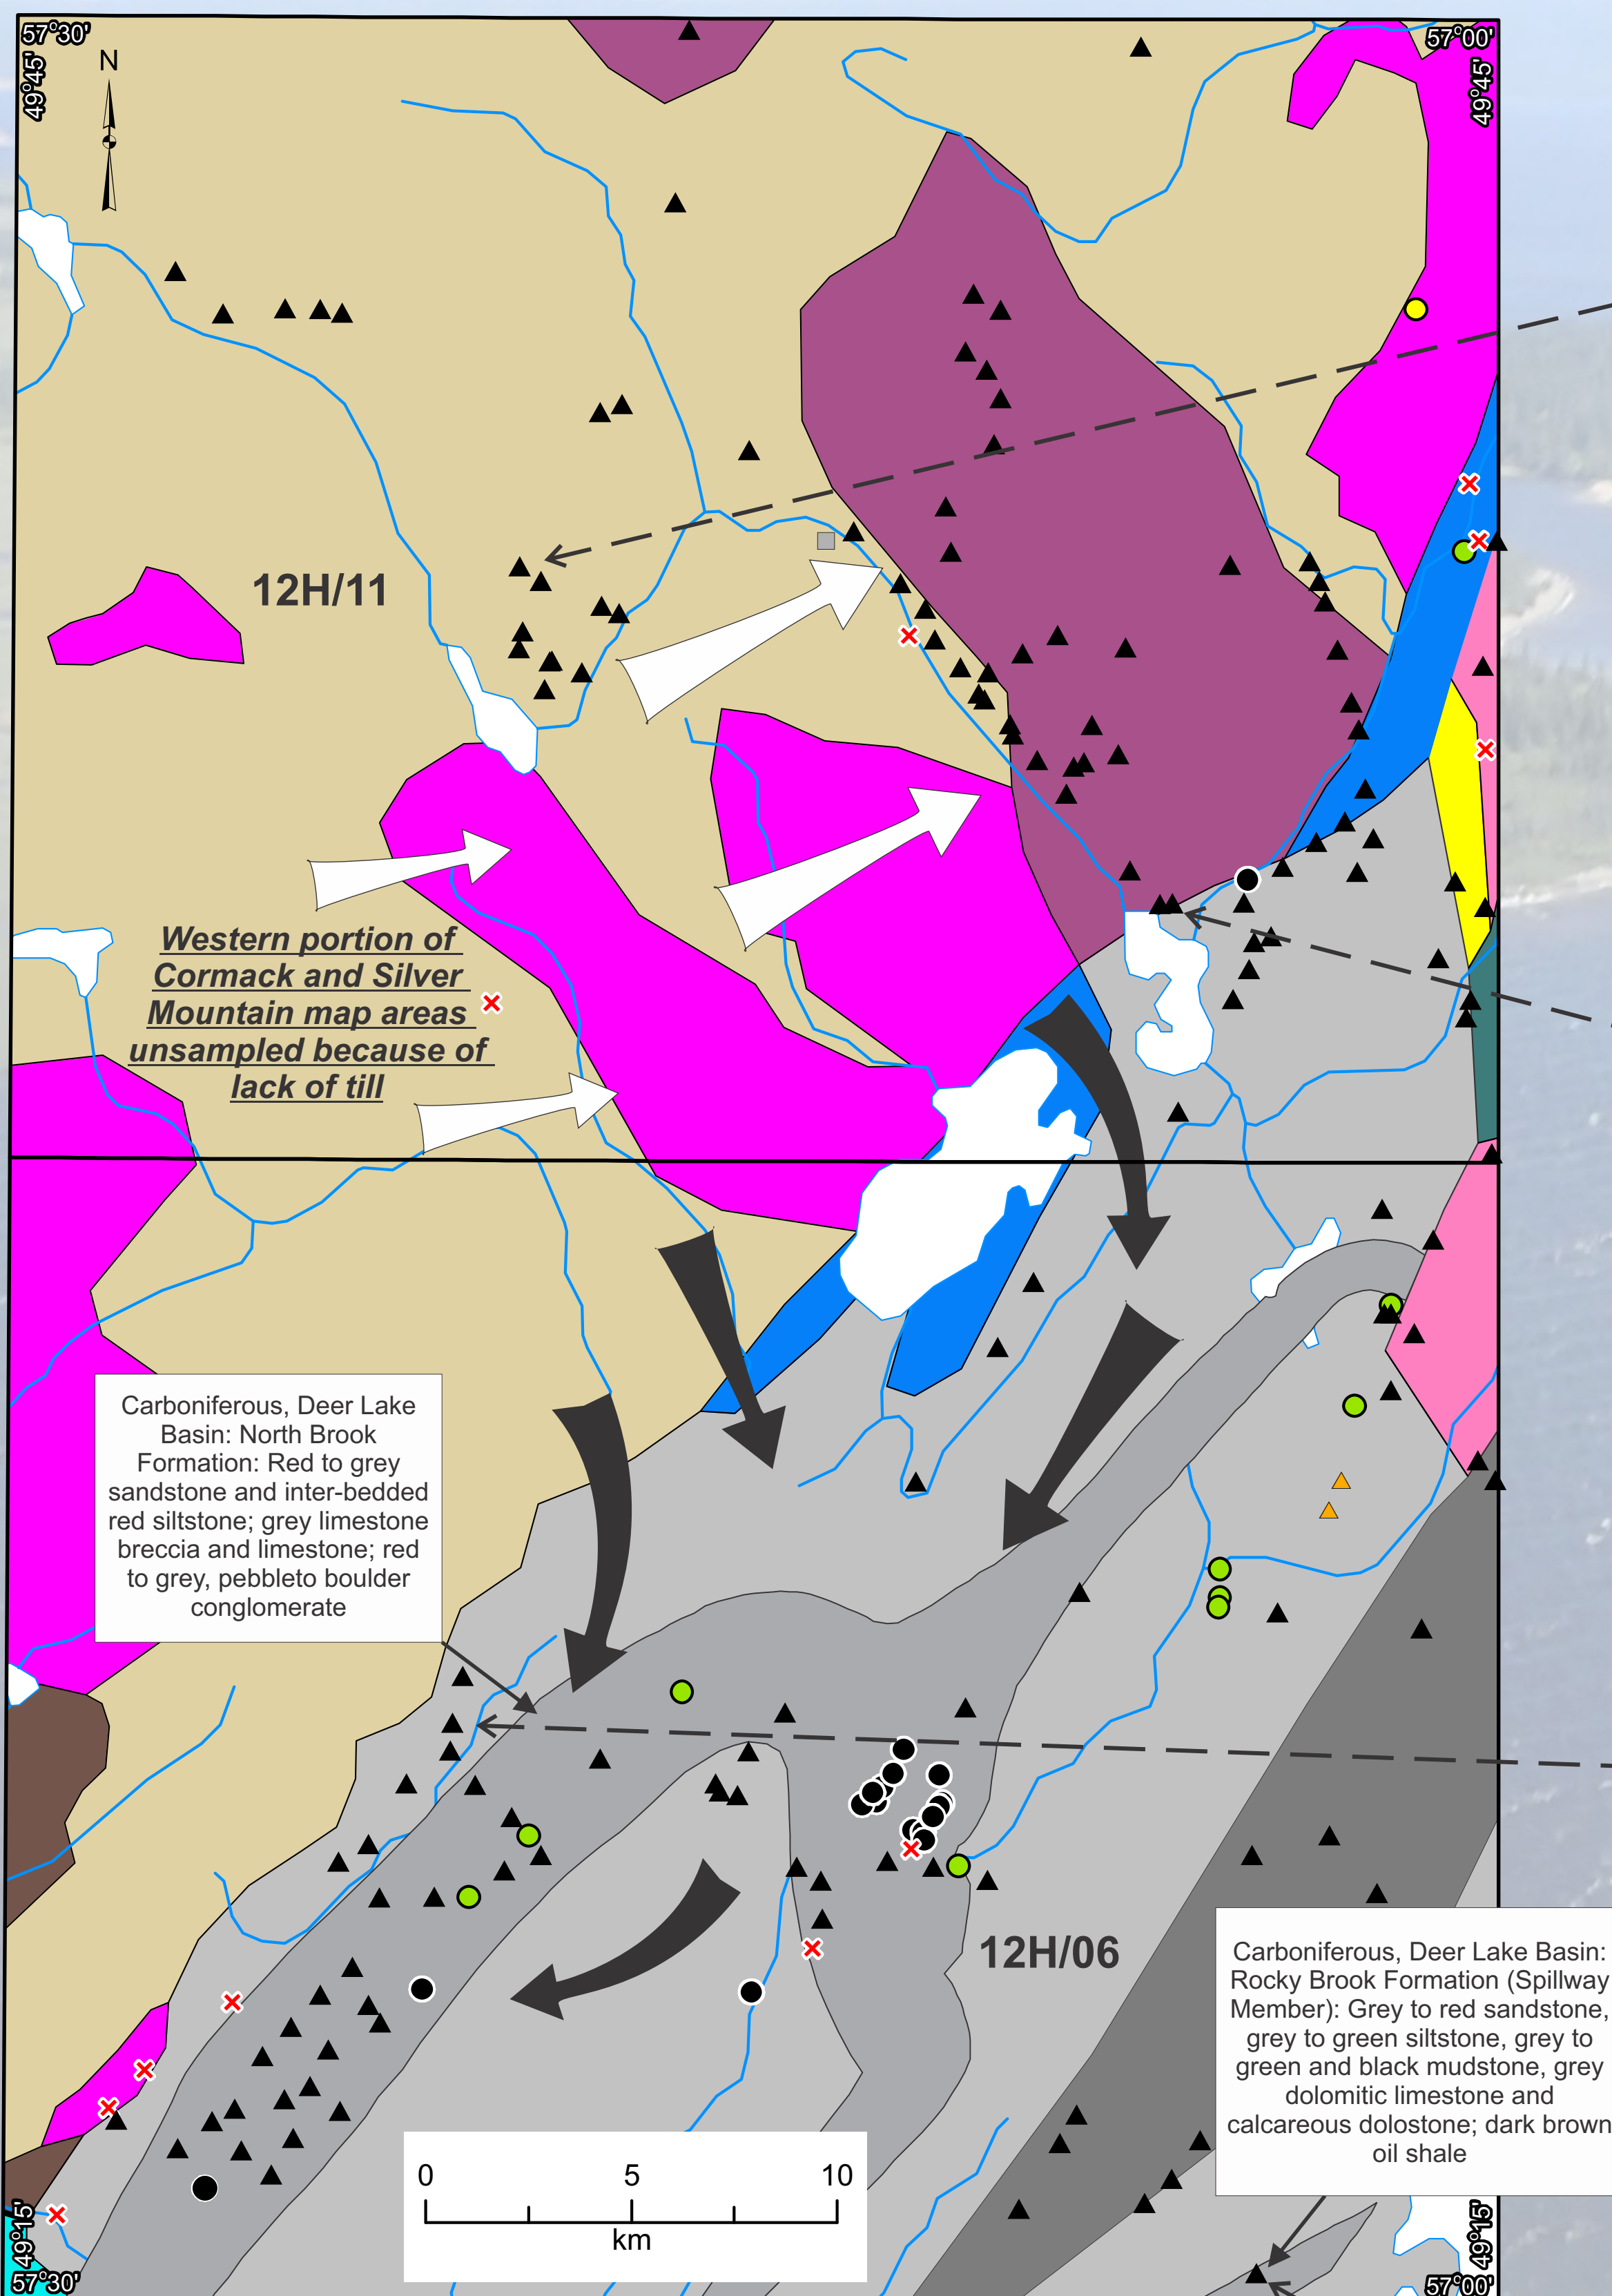 57°30'
57°00'
49°45'
49°45'
N
12H/11
Western portion of
Cormack and Silver
Mountain map areas
unsampled because of
lack of till
Carboniferous, Deer Lake
Basin: North Brook
Formation: Red to grey
sandstone and inter-bedded
red siltstone; grey limestone
breccia and limestone; red
to grey, pebbleto boulder
conglomerate
12H/06
Carboniferous, Deer Lake Basin:
Rocky Brook Formation (Spillway
Member): Grey to red sandstone,
grey to green siltstone, grey to
green and black mudstone, grey
dolomitic limestone and
calcareous dolostone; dark brown
oil shale
0 5 10
km
49°15'
49°15'
57°30'
57°00'